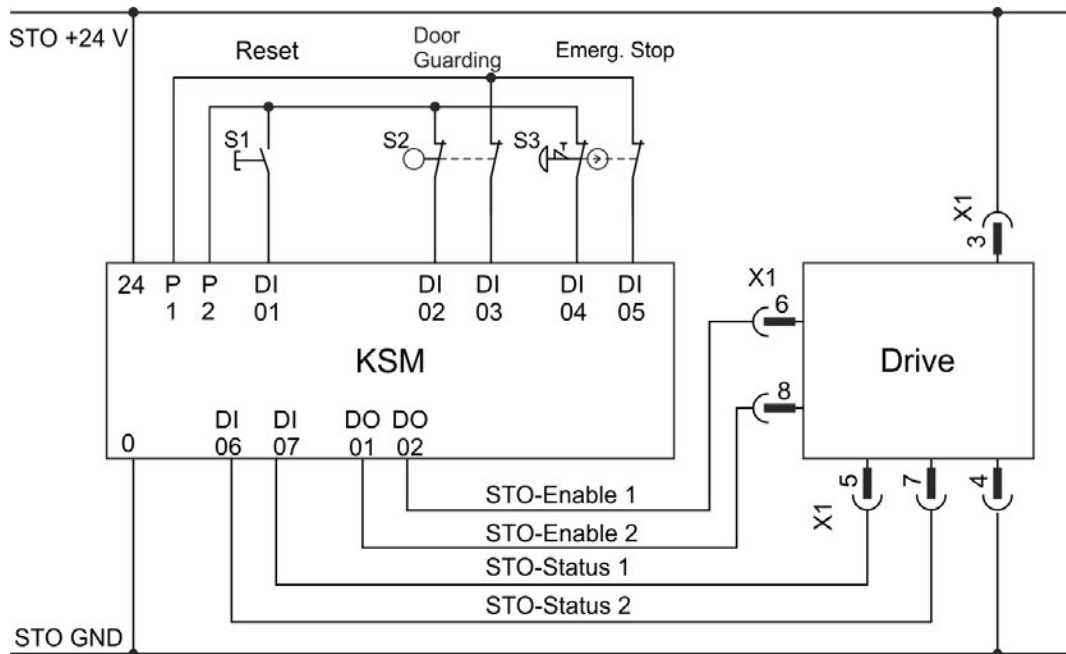 STO +24 V
Reset
Door
Guarding
Emerg. Stop
S1
S2
S3
X1
3
24 P P DI DI DI DI DI
1 2 01 02 03 04 05
X1
6
KSM
Drive
8
DI DI DO DO
0 06 07 01 02
5 7 4
X1
STO-Enable 1
STO-Enable 2
STO-Status 1
STO-Status 2
STO GND